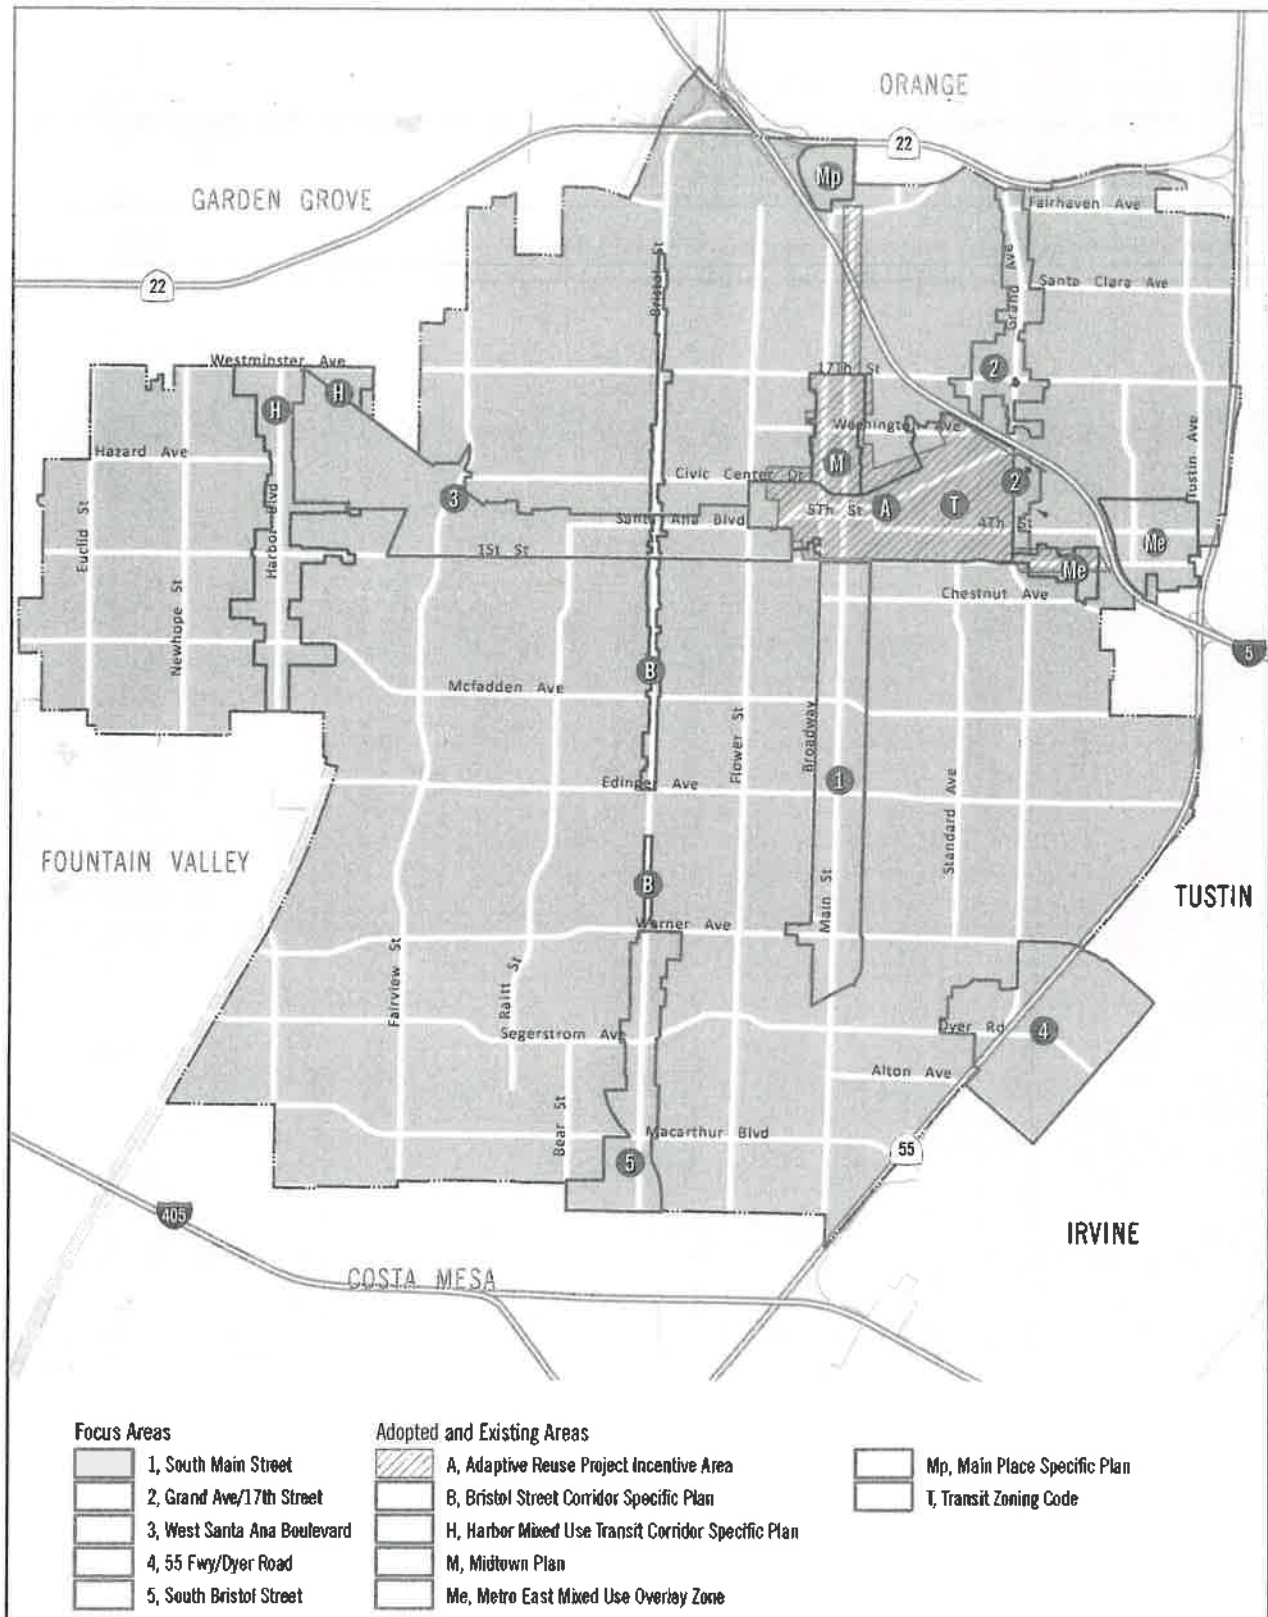 ORANGE
22
GARDEN GROVE
Mp
Fairhaven Ave
Bristol St
Grand Ave
Santa Clara Ave
22
Westminster Ave
17Th St
2
H
H
Washington Ave
Hazard Ave
Civic Center Dr
M
Tustin Ave
3
2
Euclid St
Harbor Blvd
Santa Ana Blvd
5Th St
A
T
4Th St
1St St
Me
Me
Newhope St
Chestnut Ave
5
B
Mcfadden Ave
Flower St
Broadway
Edinger Ave
1
Standard Ave
FOUNTAIN VALLEY
B
Main St
TUSTIN
Warner Ave
Fairview St
Raitt St
Segerstrom Ave
Dyer Rd
4
Alton Ave
Bear St
Macarthur Blvd
5
55
405
IRVINE
COSTA MESA
Focus Areas
1, South Main Street
2, Grand Ave/17th Street
3, West Santa Ana Boulevard
4, 55 Fwy/Dyer Road
5, South Bristol Street
Adopted and Existing Areas
A, Adaptive Reuse Project Incentive Area
B, Bristol Street Corridor Specific Plan
H, Harbor Mixed Use Transit Corridor Specific Plan
M, Midtown Plan
Me, Metro East Mixed Use Overlay Zone
Mp, Main Place Specific Plan
T, Transit Zoning Code